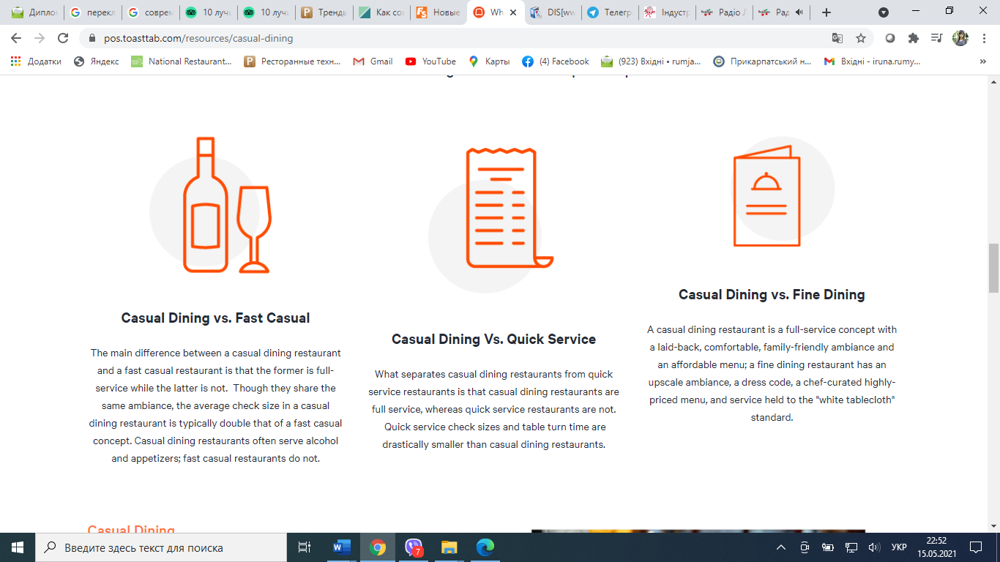 Дипло
перекл
соврем
10 лучш
10 лучш
Тренды
Как со
Новые
Wh
DIS[ww
Телегр
Індустр
Радіо
Рад
pos.toasttab.com/resources/casual-dining
Додатки
Яндекс
National Restaurant...
Ресторанные техн...
Gmail
YouTube
Карты
(4) Facebook
(923) Вхідні • rumja...
Прикарпатський н...
Вхідні - iruna.rumy...
»
Casual Dining vs. Fast Casual
The main difference between a casual dining restaurant
and a fast casual restaurant is that the former is full-
service while the latter is not. Though they share the
same ambiance, the average check size in a casual
dining restaurant is typically double that of a fast casual
concept. Casual dining restaurants often serve alcohol
and appetizers; fast casual restaurants do not.
Casual Dining Vs. Quick Service
What separates casual dining restaurants from quick
service restaurants is that casual dining restaurants are
full service, whereas quick service restaurants are not.
Quick service check sizes and table turn time are
drastically smaller than casual dining restaurants.
Casual Dining vs. Fine Dining
A casual dining restaurant is a full-service concept with
a laid-back, comfortable, family-friendly ambiance and
an affordable menu; a fine dining restaurant has an
upscale ambiance, a dress code, a chef-curated highly-
priced menu, and service held to the "white tablecloth"
standard.
Casual Dining
Введите здесь текст для поиска
7
УКР
22:52
15.05.2021